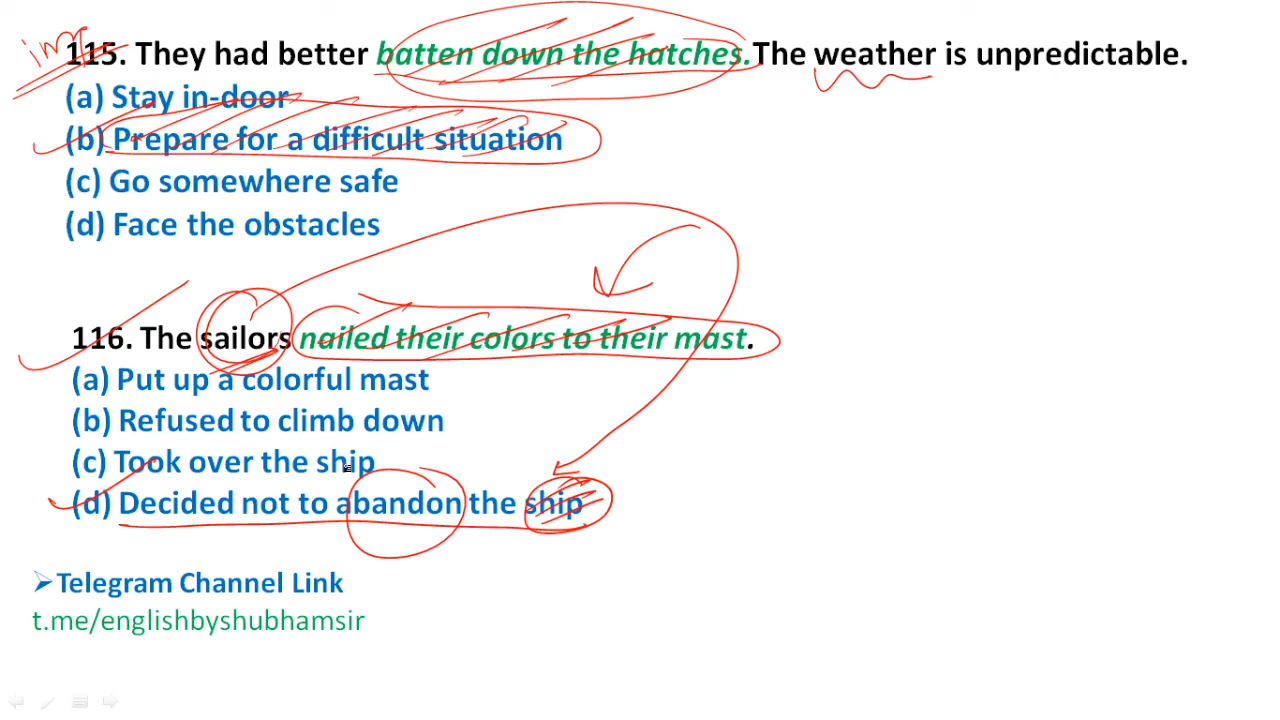 imp
115. They had better batten down the hatches.The weather is unpredictable.
(a) Stay in-door
(b) Prepare for a difficult situation
(c) Go somewhere safe
(d) Face the obstacles
116. The sailors nailed their colors to their mast.
(a) Put up a colorful mast
(b) Refused to climb down
(c) Took over the ship
(d) Decided not to abandon the ship
➢Telegram Channel Link
t.me/englishbyshubhamsir